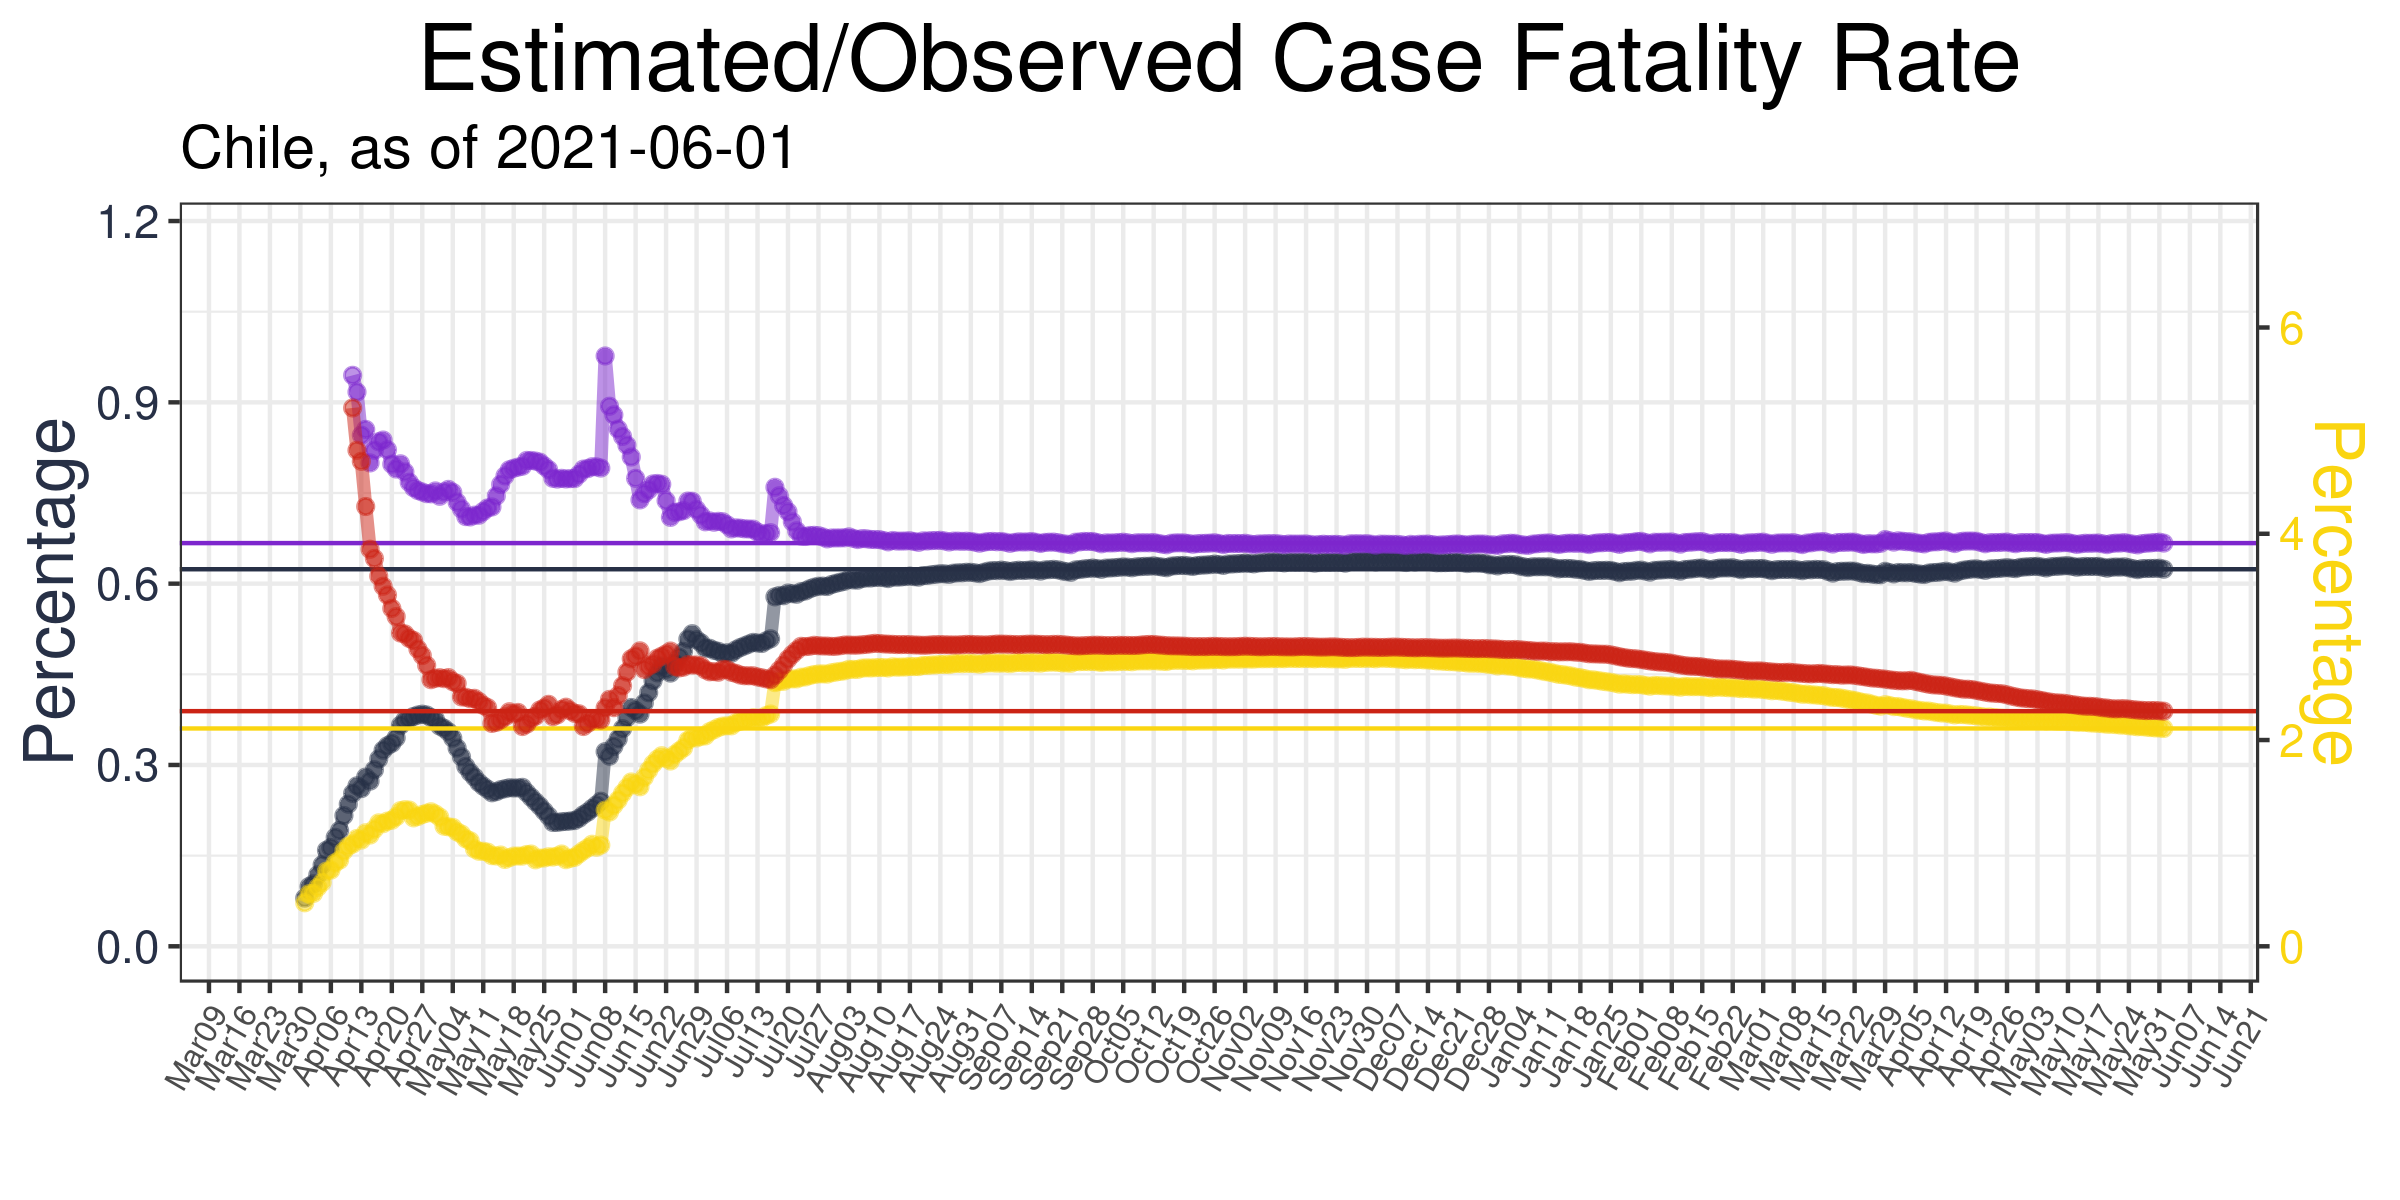 Estimated/Observed Case Fatality Rate
Chile, as of 2021-06-01
Percentage
1.2
0.9
0.6
0.3
0.0
6
4
2
0
Percentage
Mar09
Mar16
Mar23
Mar30
Apr06
Apr13
Apr20
Apr27
May04
May11
May18
May25
Jun01
Jun08
Jun15
Jun22
Jun29
Jul06
Jul13
Jul20
Jul27
Aug03
Aug10
Aug17
Aug24
Aug31
Sep07
Sep14
Sep21
Sep28
Oct05
Oct12
Oct19
Oct26
Nov02
Nov09
Nov16
Nov23
Nov30
Dec07
Dec14
Dec21
Dec28
Jan04
Jan11
Jan18
Jan25
Feb01
Feb08
Feb15
Feb22
Mar01
Mar08
Mar15
Mar22
Mar29
Apr05
Apr12
Apr19
Apr26
May03
May10
May17
May24
May31
Jun07
Jun14
Jun21